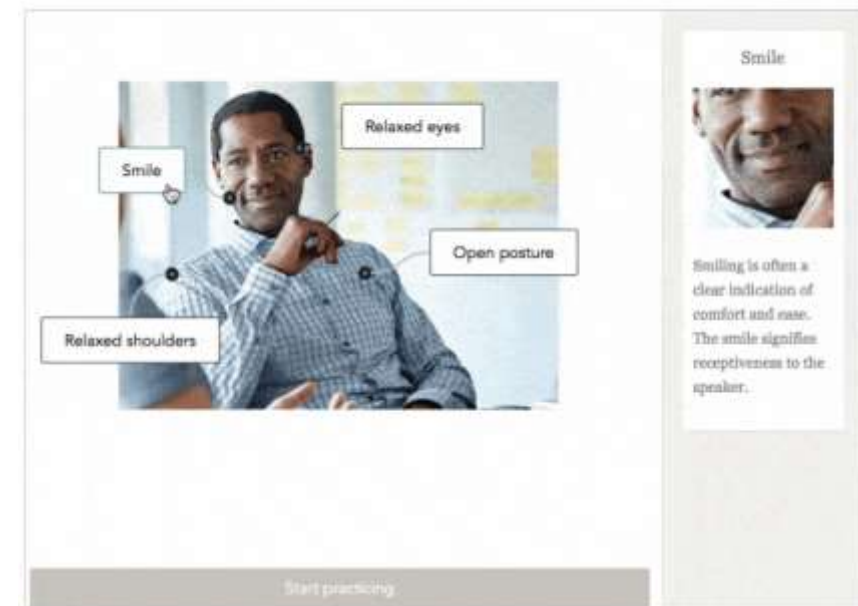 Smile
Relaxed eyes
Smile
Open posture
Relaxed shoulders
Smiling is often a
clear indication of
comfort and ease.
The smile signifies
receptiveness to the
speaker.
Start practicing